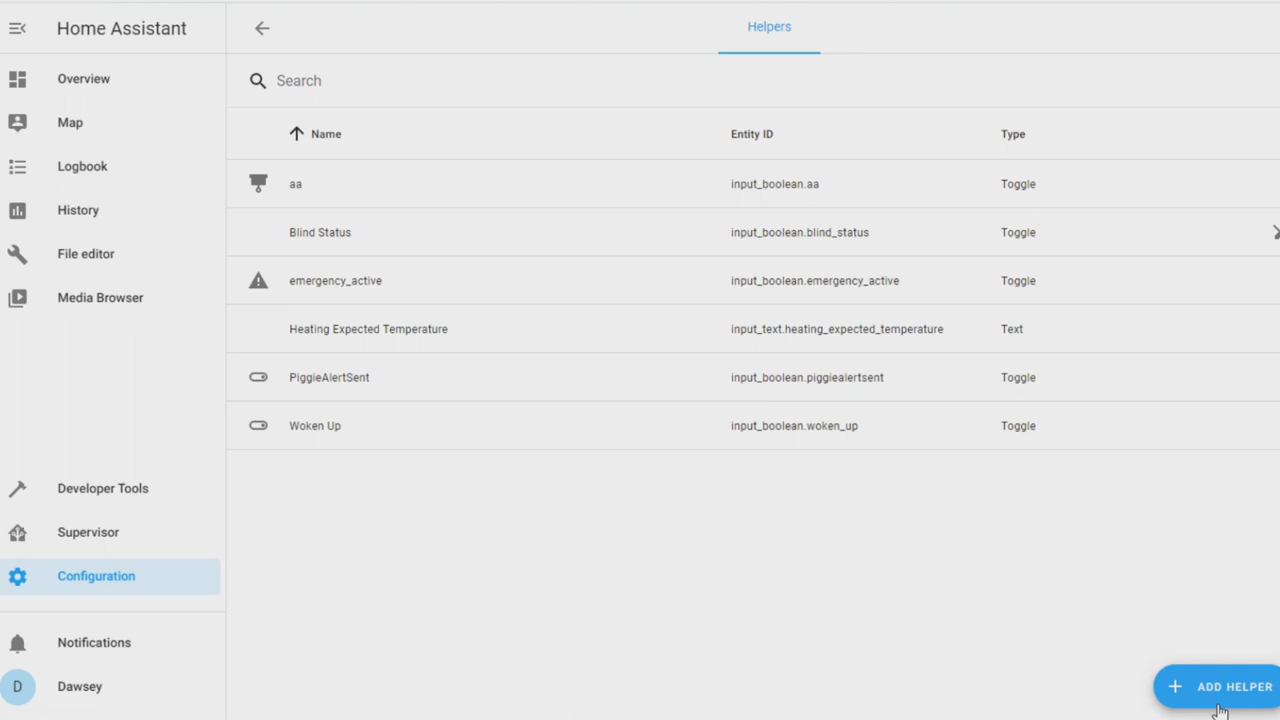 Home Assistant
Helpers
Overview
Search
Map
Name Entity ID Type
Logbook
aa input_boolean.aa Toggle
History
Blind Status input_boolean.blind_status Toggle
File editor
emergency_active input_boolean.emergency_active Toggle
Media Browser
Heating Expected Temperature input_text.heating_expected_temperature Text
PiggieAlertSent input_boolean.piggiealertsent Toggle
Woken Up input_boolean.woken_up Toggle
Developer Tools
Supervisor
Configuration
Notifications
D Dawsey
ADD HELPER